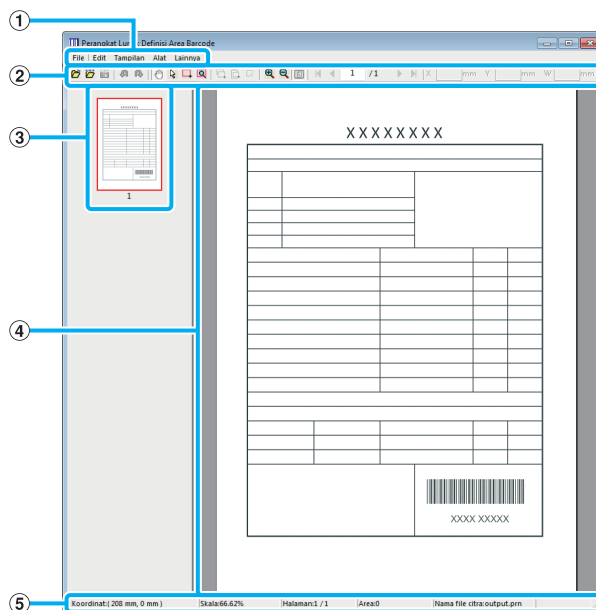 ①
Perangkat Lunak Definisi Area Barcode
File Edit Tampilan Alat Lainnya
②
1 /1 X mm Y mm W mm
③
1
XXXXXXXX
④
XXXX XXXXX
⑤
Koordinat:( 208 mm, 0 mm ) Skala:66.62% Halaman:1 / 1 Area:0 Nama file citra:output.prn